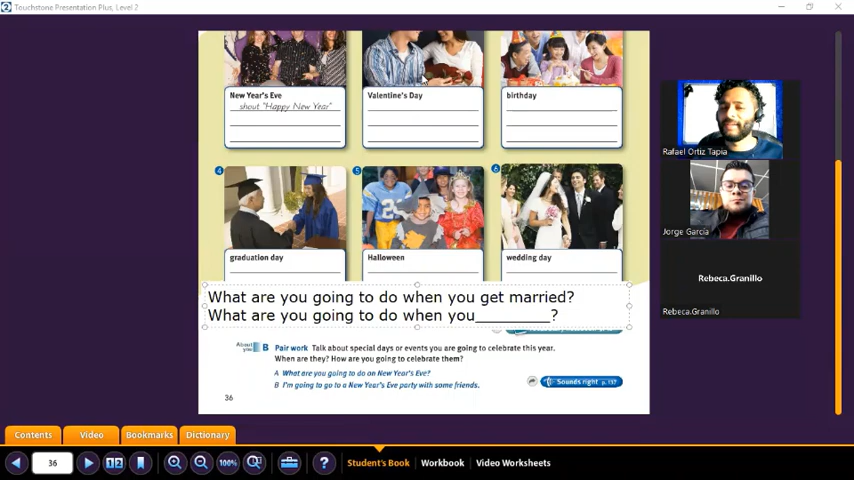 Touchstone Presentation Plus, Level 2
New Year's Eve
shout "Happy New Year"
Valentine's Day
birthday
4
5
6
graduation day
Halloween
wedding day
What are you going to do when you get married?
What are you going to do when you________?
About you B Pair work Talk about special days or events you are going to celebrate this year.
When are they? How are you going to celebrate them?
A What are you going to do on New Year's Eve?
B I'm going to go to a New Year's Eve party with some friends.
Sounds right p. 137
36
Rafael Ortiz Tapia
Jorge García
Rebeca.Granillo
Rebeca.Granillo
Contents Video Bookmarks Dictionary
36 1 2 100% ? Student's Book Workbook Video Worksheets